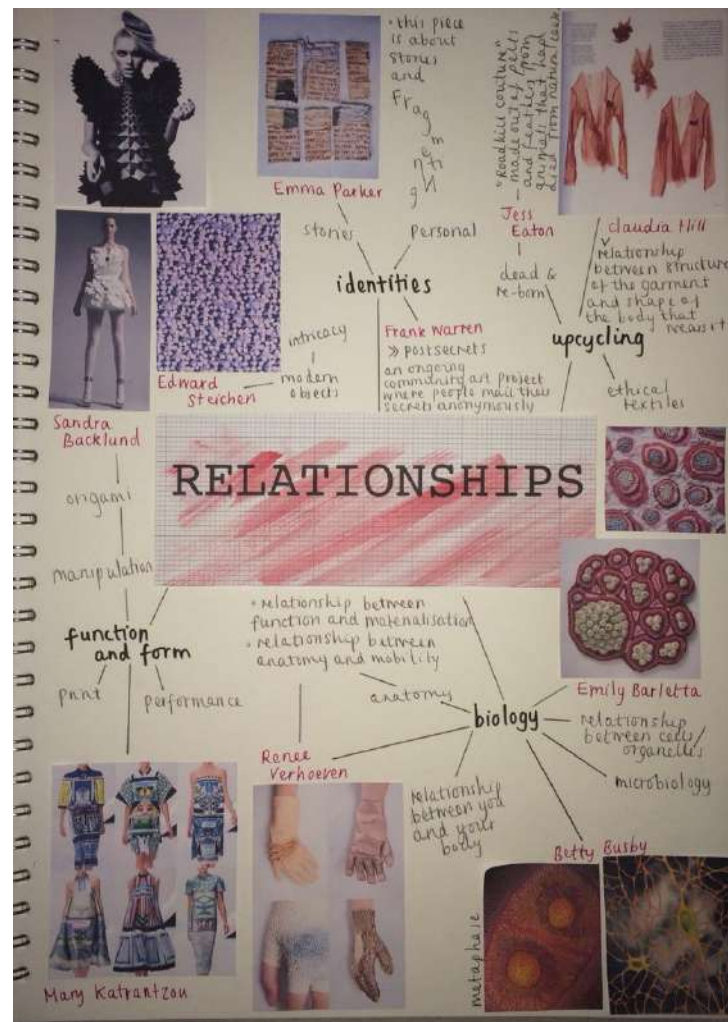 • this piece
is about
stories
and
Fragmenting
"Roadkill couture"
— made out of pelts
and feathers from
animals that had
died from natural causes
Emma Parker
Jess
Eaton
Claudia Hill
stories
personal
identities
dead &
re-born
relationship
between structure
of the garment
and shape of
the body that
wears it
upcycling
ethical
textiles
intricacy
modern
objects
Edward
Steichen
Frank Warren
>> postsecrets
an ongoing
community art project
where people mail their
secrets anonymously
Sandra
Backlund
origami
manipulation
RELATIONSHIPS
function
and form
print
performance
• relationship between
function and materialisation
• relationship between
anatomy and mobility
anatomy
biology
Emily Barletta
relationship
between cells/
organelles
microbiology
Renee
Verhoeven
relationship
between you
and your
body
Betty Busby
metaphase
Mary Katrantzou